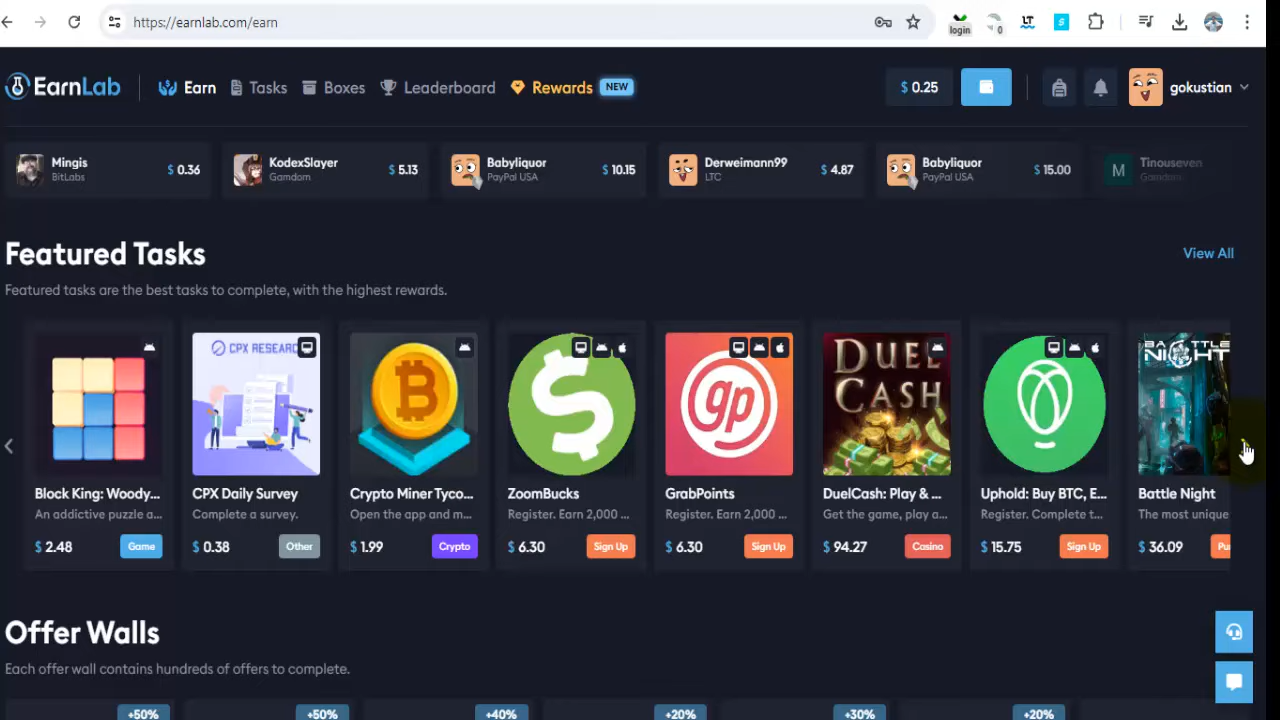 https://earnlab.com/earn
login
0
LT
S
EarnLab
Earn
Tasks
Boxes
Leaderboard
Rewards NEW
$ 0.25
gokustian
Mingis
BitLabs
$ 0.36
KodexSlayer
Gamdom
$ 5.13
Babyliquor
PayPal USA
$ 10.15
Derweimann99
LTC
$ 4.87
Babyliquor
PayPal USA
$ 15.00
M
Tinouseven
Gamdom
Featured Tasks
View All
Featured tasks are the best tasks to complete, with the highest rewards.
Block King: Woody...
An addictive puzzle a...
$ 2.48
Game
CPX RESEARC
CPX Daily Survey
Complete a survey.
$ 0.38
Other
Crypto Miner Tyco...
Open the app and m...
$ 1.99
Crypto
ZoomBucks
Register. Earn 2,000 ...
$ 6.30
Sign Up
gp
GrabPoints
Register. Earn 2,000 ...
$ 6.30
Sign Up
DUEL
CASH
DuelCash: Play & ...
Get the game, play a...
$ 94.27
Casino
Uphold: Buy BTC, E...
Register. Complete t...
$ 15.75
Sign Up
BATTLE
NIGHT
Battle Night
The most unique
$ 36.09
Pu
Offer Walls
Each offer wall contains hundreds of offers to complete.
+50%
+50%
+40%
+20%
+30%
+20%